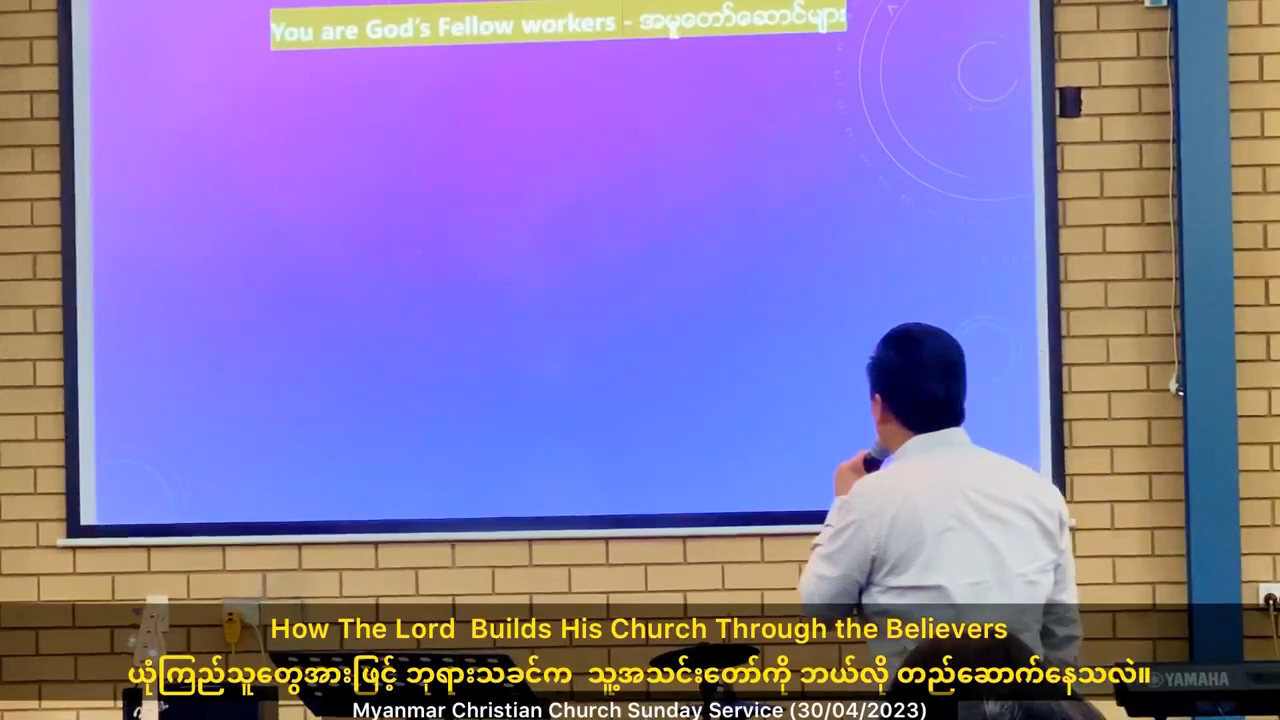 You are God's Fellow workers - အမှုတော်ဆောင်များ
How The Lord Builds His Church Through the Believers
ယုံကြည်သူတွေအားဖြင့် ဘုရားသခင်က သူ့အသင်းတော်ကို ဘယ်လို တည်ဆောက်နေသလဲ။
YAMAHA
Myanmar Christian Church Sunday Service (30/04/2023)